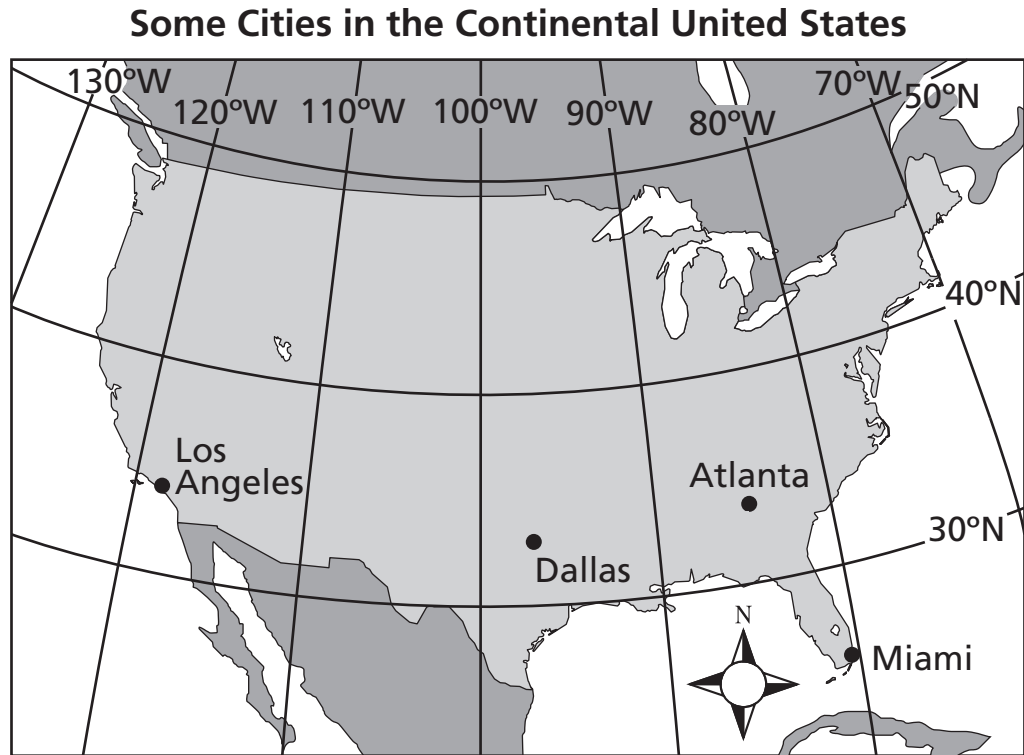 Some Cities in the Continental United States
130°W
120°W
110°W
100°W
90°W
80°W
70°W
50°N
40°N
Los
Angeles
Atlanta
30°N
Dallas
N
Miami